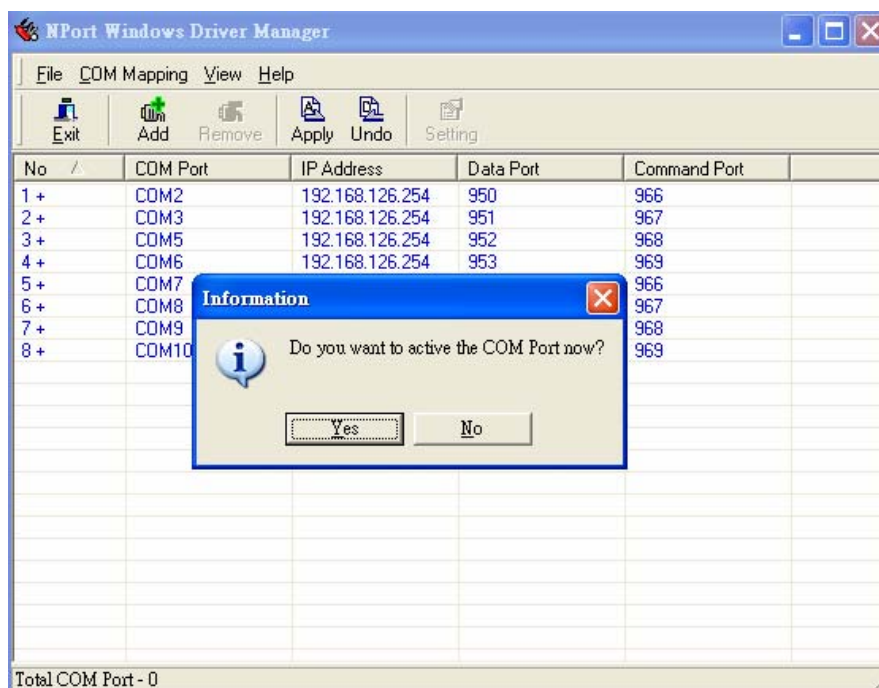 NPort Windows Driver Manager
File COM Mapping View Help
Exit Add Remove Apply Undo Setting
No COM Port IP Address Data Port Command Port
1 + COM2 192.168.126.254 950 966
2 + COM3 192.168.126.254 951 967
3 + COM5 192.168.126.254 952 968
4 + COM6 192.168.126.254 953 969
5 + COM7 966
6 + COM8 967
7 + COM9 968
8 + COM10 969
Information
Do you want to active the COM Port now?
Yes No
Total COM Port - 0